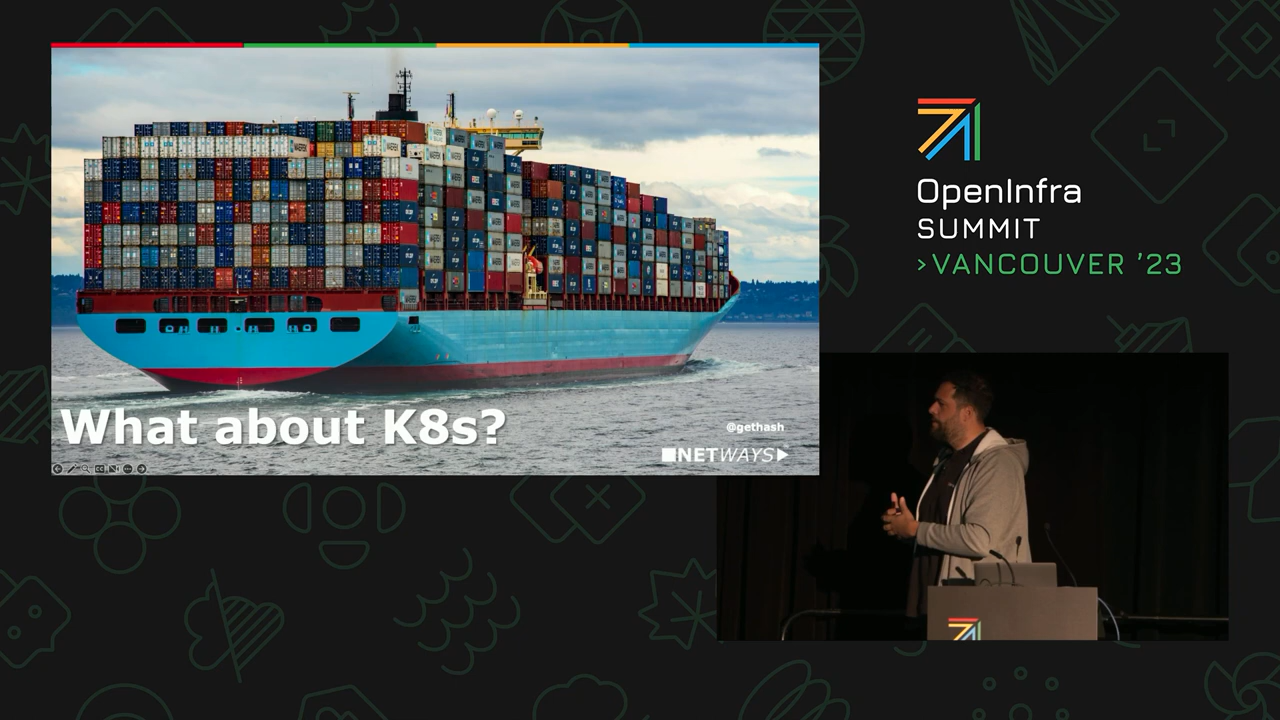 What about K8s?
@gethash
NETWAYS
OpenInfra
SUMMIT
>VANCOUVER '23